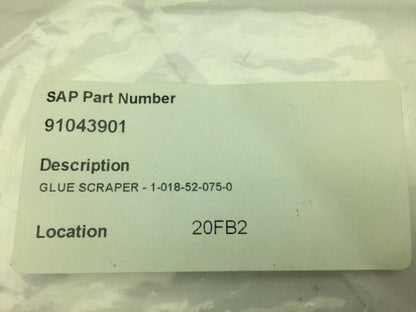 SAP Part Number
91043901
Description
GLUE SCRAPER - 1-018-52-075-0
Location 20FB2